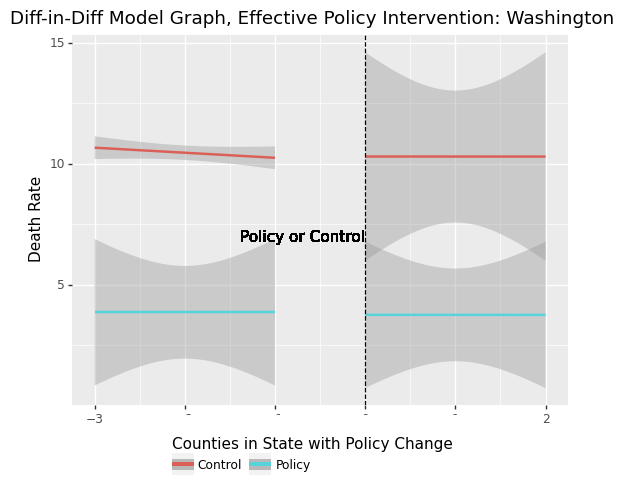 Diff-in-Diff Model Graph, Effective Policy Intervention: Washington
15
10
5
Death Rate
Policy or Control
−3
2
Counties in State with Policy Change
Control
Policy